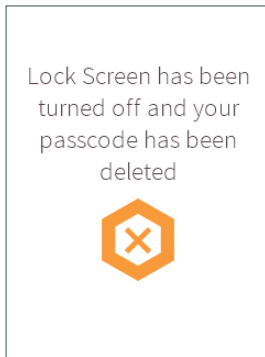 Lock Screen has been
turned off and your
passcode has been
deleted